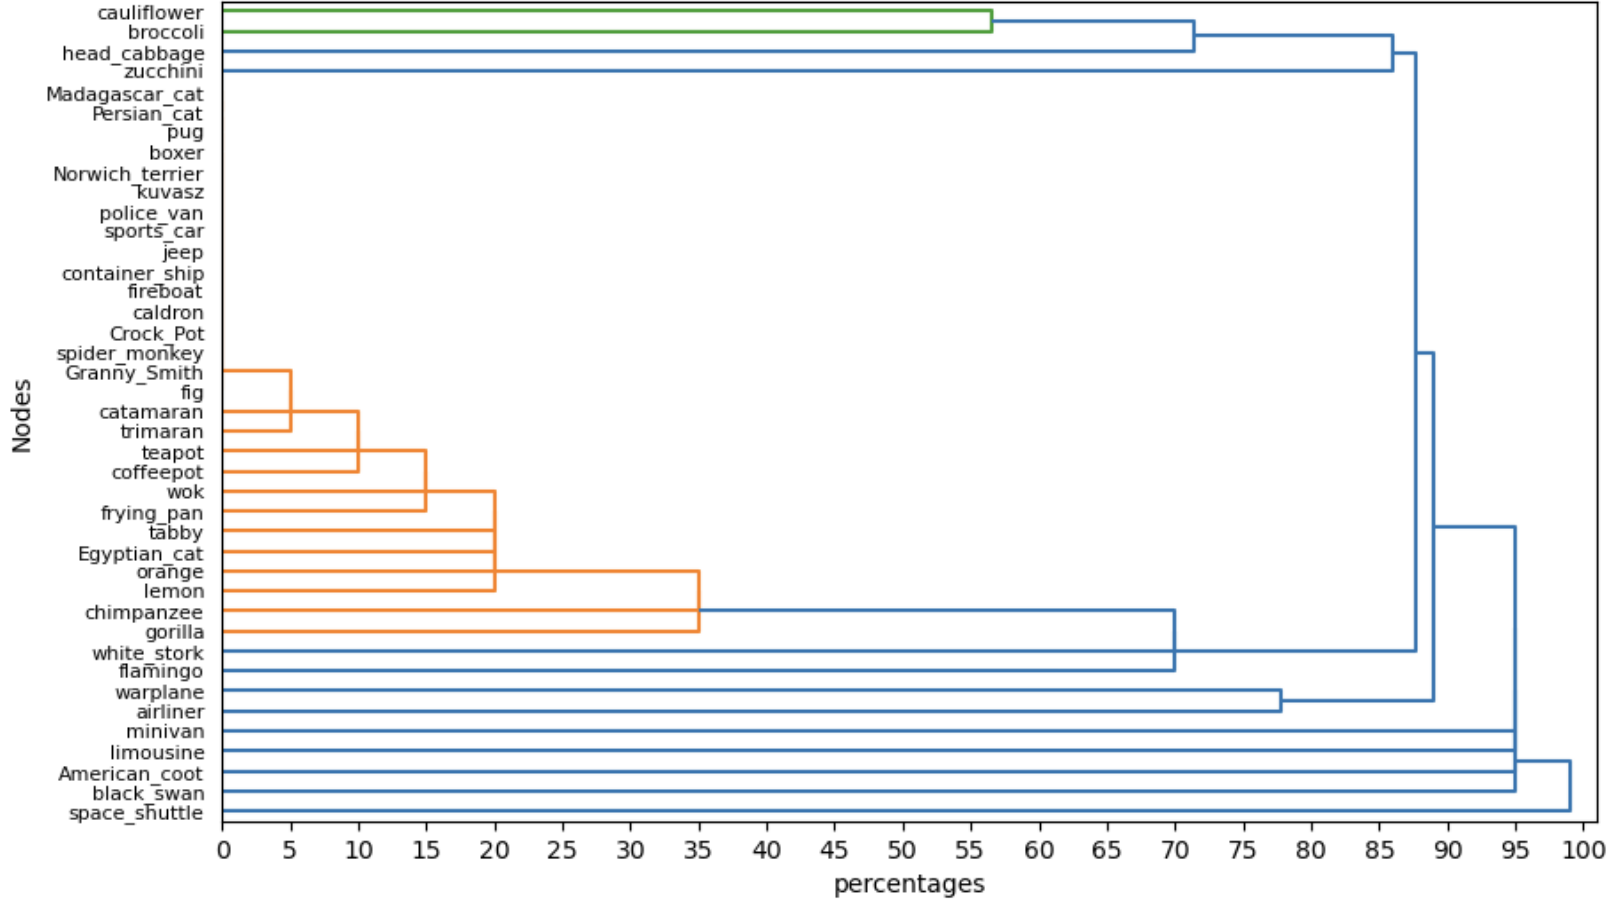 cauliflower
broccoli
head_cabbage
zucchini
Madagascar_cat
Persian_cat
pug
boxer
Norwich_terrier
kuvasz
police_van
sports_car
jeep
container_ship
fireboat
caldron
Crock_Pot
spider_monkey
Granny_Smith
fig
catamaran
trimaran
teapot
coffeepot
wok
frying_pan
tabby
Egyptian_cat
orange
lemon
chimpanzee
gorilla
white_stork
flamingo
warplane
airliner
minivan
limousine
American_coot
black_swan
space_shuttle
Nodes
0 5 10 15 20 25 30 35 40 45 50 55 60 65 70 75 80 85 90 95 100
percentages